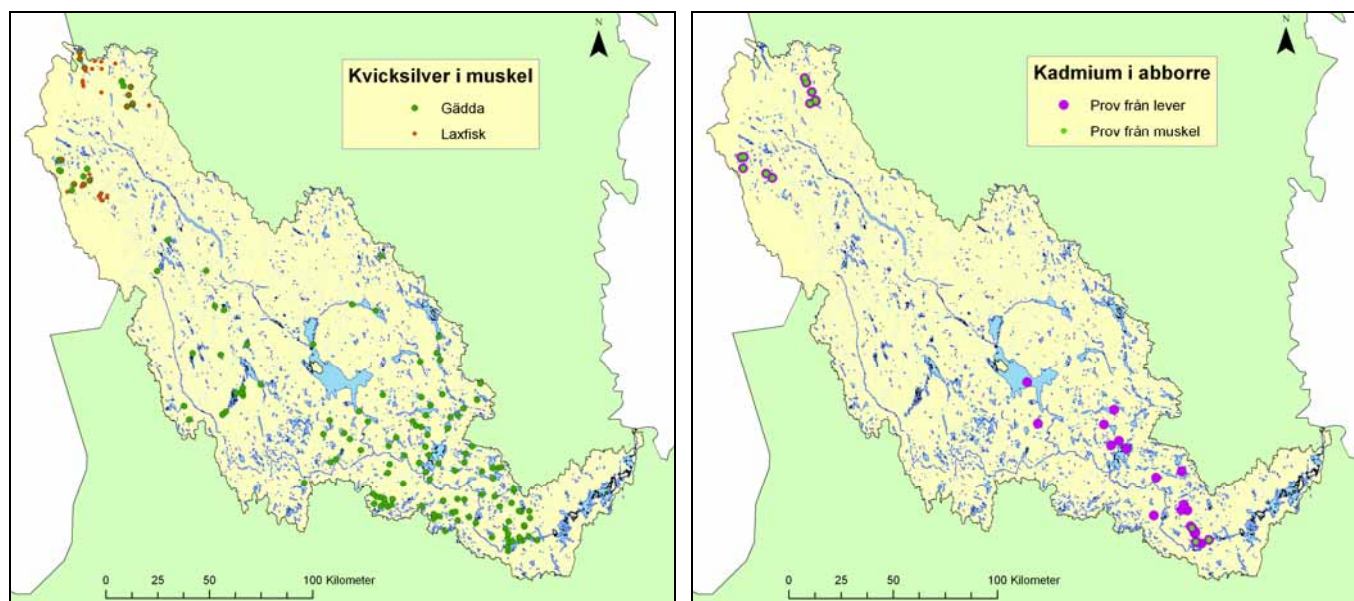 N
Kvicksilver i muskel
Gädda
Laxfisk
0 25 50 100 Kilometer
N
Kadmium i abborre
Prov från lever
Prov från muskel
0 25 50 100 Kilometer